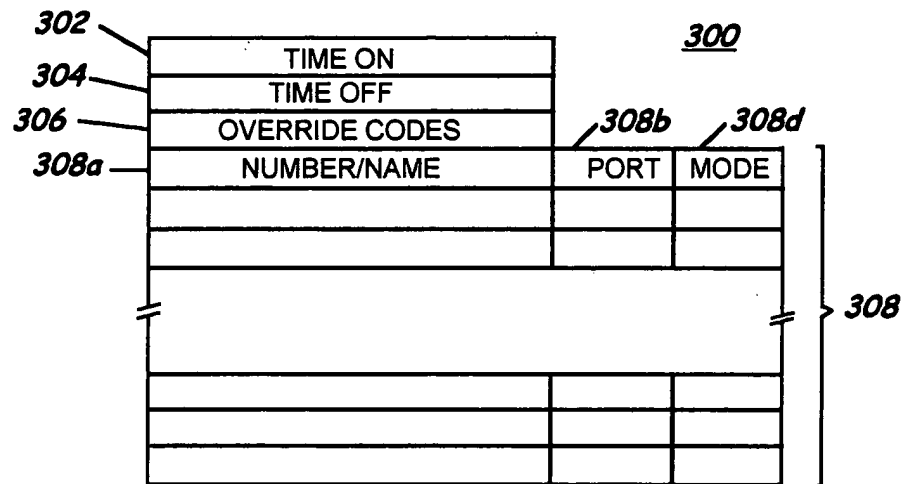 302
TIME ON
300
304
TIME OFF
306
OVERRIDE CODES
308b
308d
308a
NUMBER/NAME
PORT
MODE
308